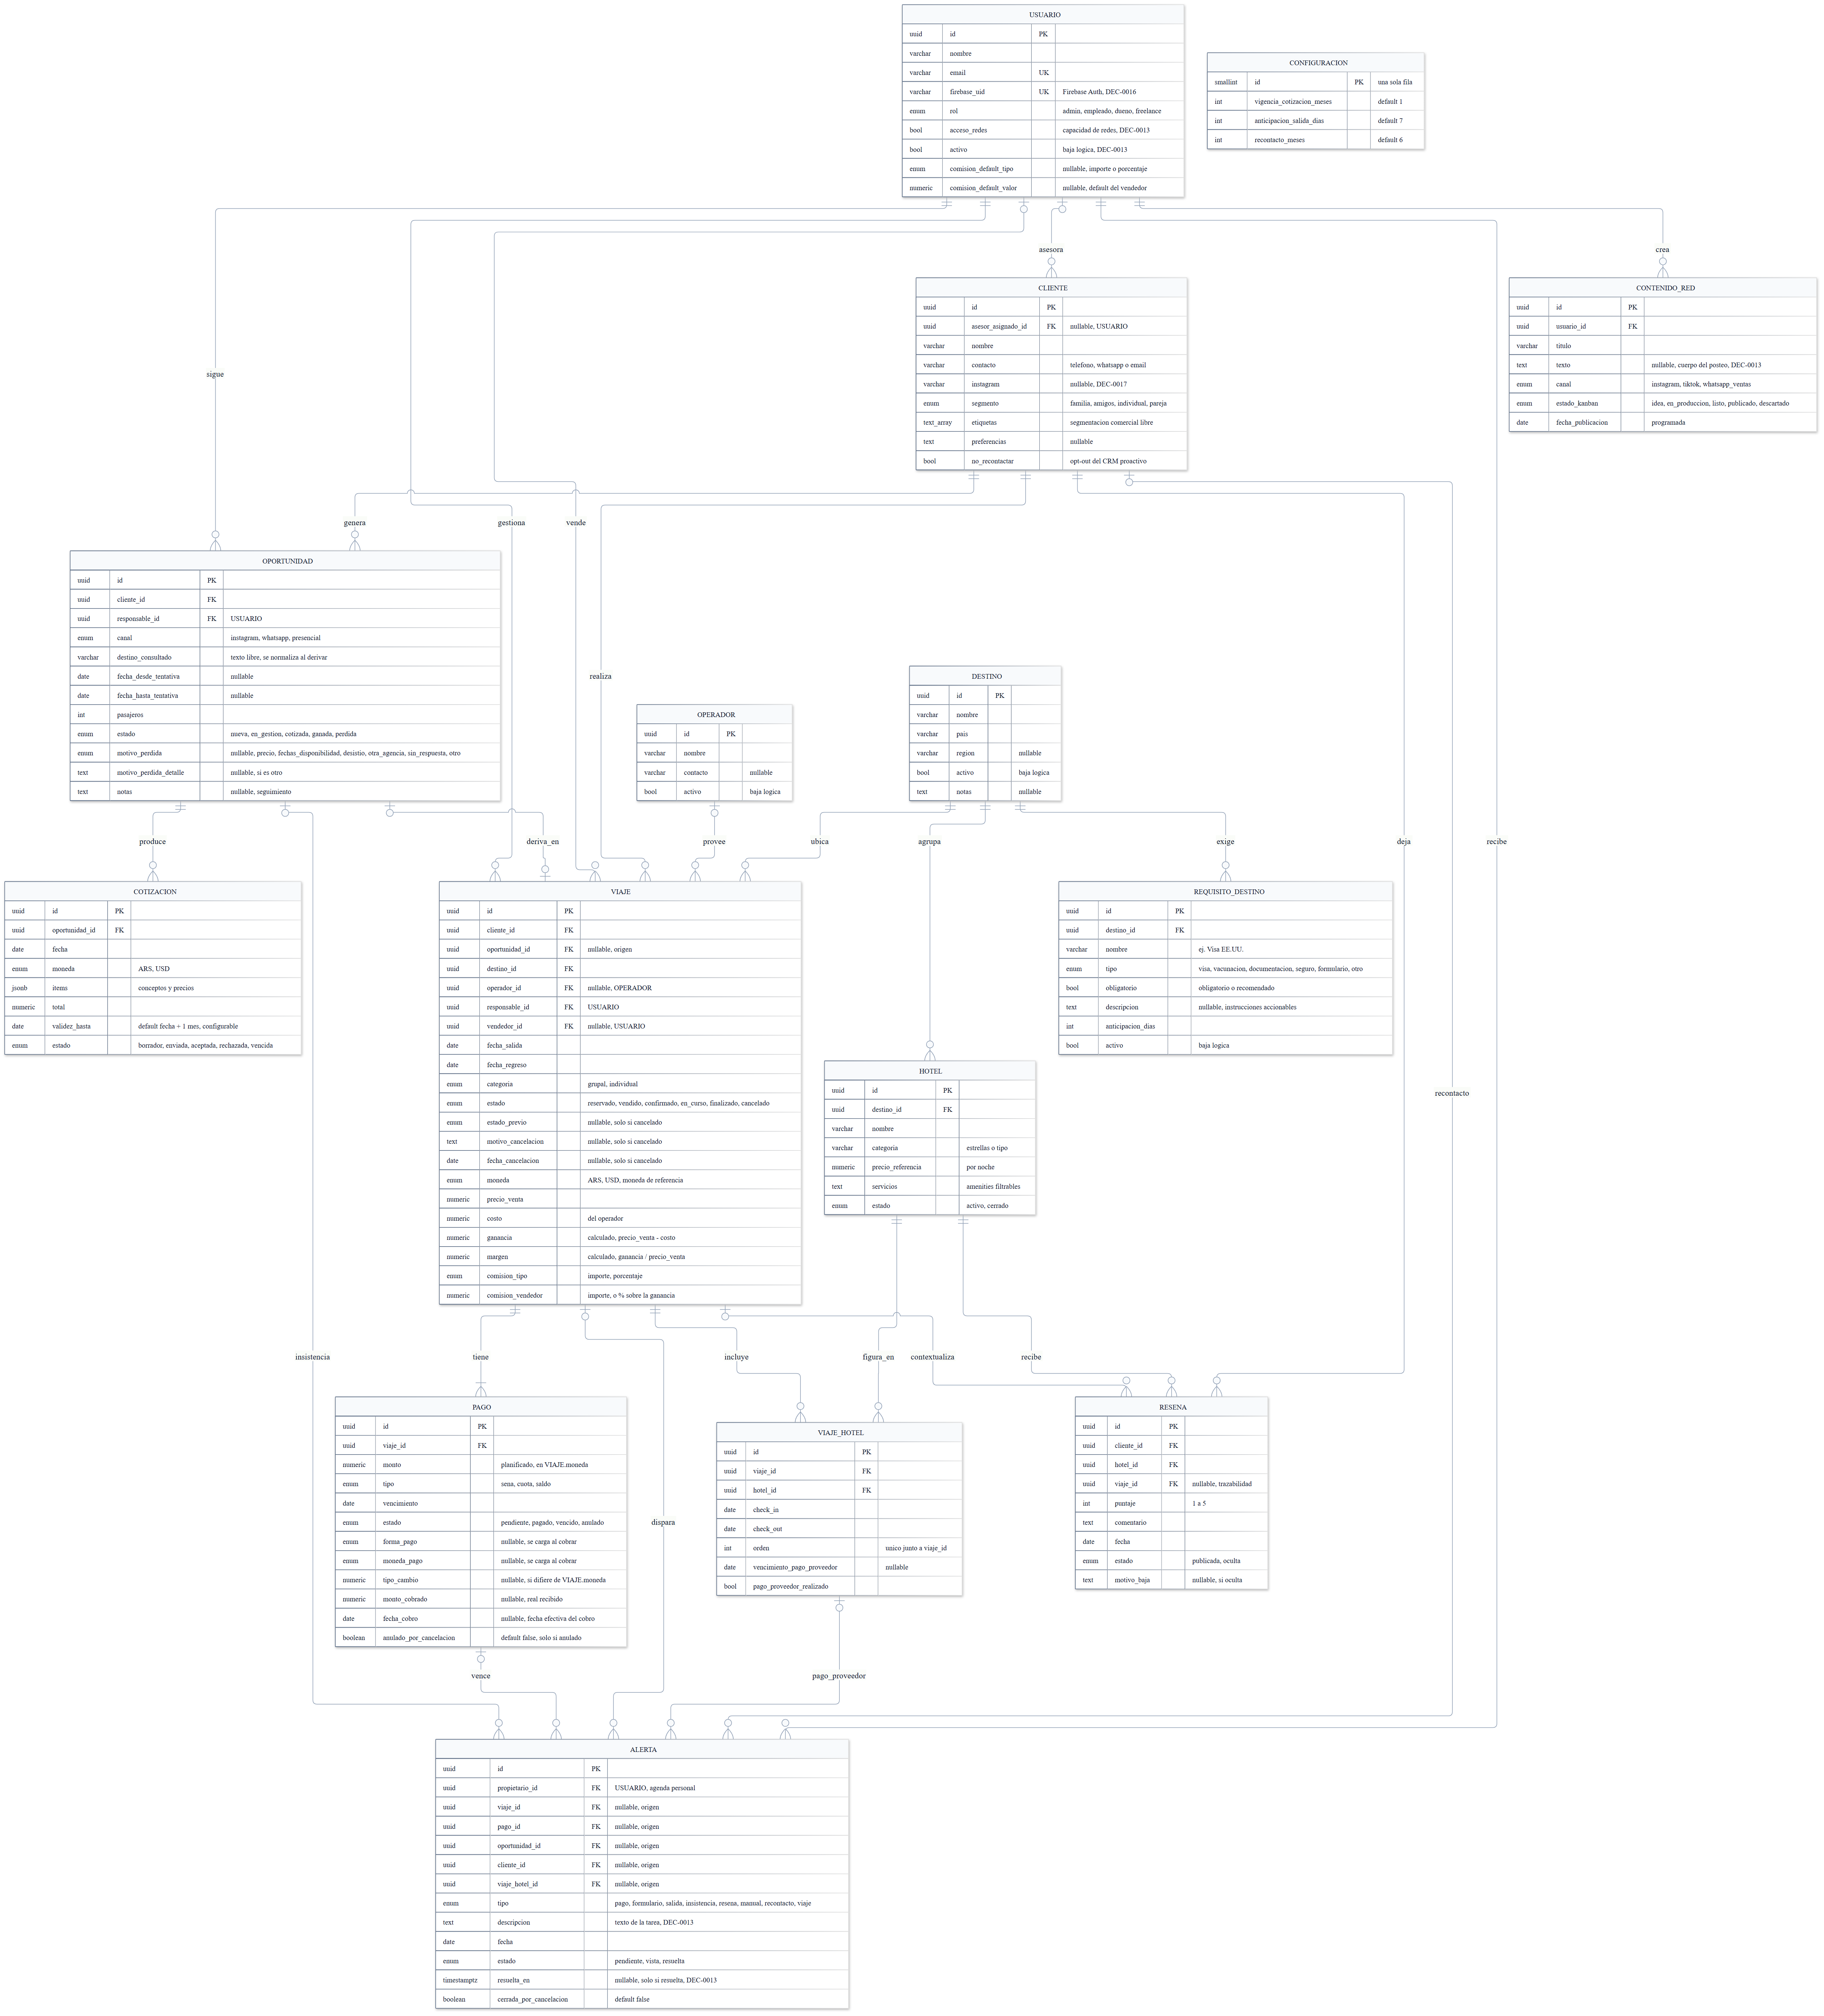 USUARIO
uuid id PK
varchar nombre
varchar email UK
varchar firebase_uid UK Firebase Auth, DEC-0016
enum rol admin, empleado, dueno, freelance
bool acceso_redes capacidad de redes, DEC-0013
bool activo baja logica, DEC-0013
enum comision_default_tipo nullable, importe o porcentaje
numeric comision_default_valor nullable, default del vendedor
CONFIGURACION
smallint id PK una sola fila
int vigencia_cotizacion_meses default 1
int anticipacion_salida_dias default 7
int recontacto_meses default 6
asesora
crea
CLIENTE
uuid id PK
uuid asesor_asignado_id FK nullable, USUARIO
varchar nombre
varchar contacto telefono, whatsapp o email
varchar instagram nullable, DEC-0017
enum segmento familia, amigos, individual, pareja
text_array etiquetas segmentacion comercial libre
text preferencias nullable
bool no_recontactar opt-out del CRM proactivo
CONTENIDO_RED
uuid id PK
uuid usuario_id FK
varchar titulo
text texto nullable, cuerpo del posteo, DEC-0013
enum canal instagram, tiktok, whatsapp_ventas
enum estado_kanban idea, en_produccion, listo, publicado, descartado
date fecha_publicacion programada
sigue
genera
gestiona
vende
OPORTUNIDAD
uuid id PK
uuid cliente_id FK
uuid responsable_id FK USUARIO
enum canal instagram, whatsapp, presencial
varchar destino_consultado texto libre, se normaliza al derivar
date fecha_desde_tentativa nullable
date fecha_hasta_tentativa nullable
int pasajeros
enum estado nueva, en_gestion, cotizada, ganada, perdida
enum motivo_perdida nullable, precio, fechas_disponibilidad, desistio, otra_agencia, sin_respuesta, otro
text motivo_perdida_detalle nullable, si es otro
text notas nullable, seguimiento
realiza
OPERADOR
uuid id PK
varchar nombre
varchar contacto nullable
bool activo baja logica
DESTINO
uuid id PK
varchar nombre
varchar pais
varchar region nullable
bool activo baja logica
text notas nullable
produce
deriva_en
provee
ubica
agrupa
exige
deja
recibe
COTIZACION
uuid id PK
uuid oportunidad_id FK
date fecha
enum moneda ARS, USD
jsonb items conceptos y precios
numeric total
date validez_hasta default fecha + 1 mes, configurable
enum estado borrador, enviada, aceptada, rechazada, vencida
VIAJE
uuid id PK
uuid cliente_id FK
uuid oportunidad_id FK nullable, origen
uuid destino_id FK
uuid operador_id FK nullable, OPERADOR
uuid responsable_id FK USUARIO
uuid vendedor_id FK nullable, USUARIO
date fecha_salida
date fecha_regreso
enum categoria grupal, individual
enum estado reservado, vendido, confirmado, en_curso, finalizado, cancelado
enum estado_previo nullable, solo si cancelado
text motivo_cancelacion nullable, solo si cancelado
date fecha_cancelacion nullable, solo si cancelado
enum moneda ARS, USD, moneda de referencia
numeric precio_venta
numeric costo del operador
numeric ganancia calculado, precio_venta - costo
numeric margen calculado, ganancia / precio_venta
enum comision_tipo importe, porcentaje
numeric comision_vendedor importe, o % sobre la ganancia
REQUISITO_DESTINO
uuid id PK
uuid destino_id FK
varchar nombre ej. Visa EE.UU.
enum tipo visa, vacunacion, documentacion, seguro, formulario, otro
bool obligatorio obligatorio o recomendado
text descripcion nullable, instrucciones accionables
int anticipacion_dias
bool activo baja logica
HOTEL
uuid id PK
uuid destino_id FK
varchar nombre
varchar categoria estrellas o tipo
numeric precio_referencia por noche
text servicios amenities filtrables
enum estado activo, cerrado
recontacto
insistencia
tiene
incluye
figura_en
contextualiza
recibe
PAGO
uuid id PK
uuid viaje_id FK
numeric monto planificado, en VIAJE.moneda
enum tipo sena, cuota, saldo
date vencimiento
enum estado pendiente, pagado, vencido, anulado
enum forma_pago nullable, se carga al cobrar
enum moneda_pago nullable, se carga al cobrar
numeric tipo_cambio nullable, si difiere de VIAJE.moneda
numeric monto_cobrado nullable, real recibido
date fecha_cobro nullable, fecha efectiva del cobro
boolean anulado_por_cancelacion default false, solo si anulado
dispara
VIAJE_HOTEL
uuid id PK
uuid viaje_id FK
uuid hotel_id FK
date check_in
date check_out
int orden unico junto a viaje_id
date vencimiento_pago_proveedor nullable
bool pago_proveedor_realizado
RESENA
uuid id PK
uuid cliente_id FK
uuid hotel_id FK
uuid viaje_id FK nullable, trazabilidad
int puntaje 1 a 5
text comentario
date fecha
enum estado publicada, oculta
text motivo_baja nullable, si oculta
vence
pago_proveedor
ALERTA
uuid id PK
uuid propietario_id FK USUARIO, agenda personal
uuid viaje_id FK nullable, origen
uuid pago_id FK nullable, origen
uuid oportunidad_id FK nullable, origen
uuid cliente_id FK nullable, origen
uuid viaje_hotel_id FK nullable, origen
enum tipo pago, formulario, salida, insistencia, resena, manual, recontacto, viaje
text descripcion texto de la tarea, DEC-0013
date fecha
enum estado pendiente, vista, resuelta
timestamptz resuelta_en nullable, solo si resuelta, DEC-0013
boolean cerrada_por_cancelacion default false